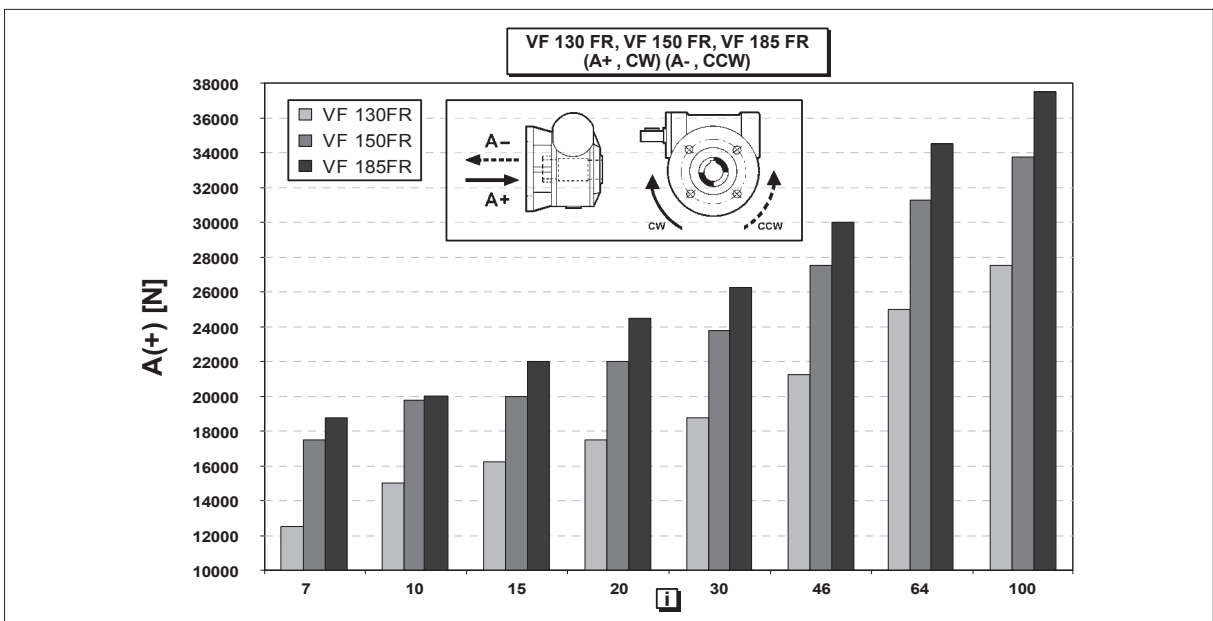 VF 130 FR, VF 150 FR, VF 185 FR
(A+ , CW) (A- , CCW)
38000
36000
34000
32000
30000
28000
26000
24000
22000
20000
18000
16000
14000
12000
10000
A(+) [N]
VF 130FR
VF 150FR
VF 185FR
A–
A+
CW
CCW
7 10 15 20 30 46 64 100
i